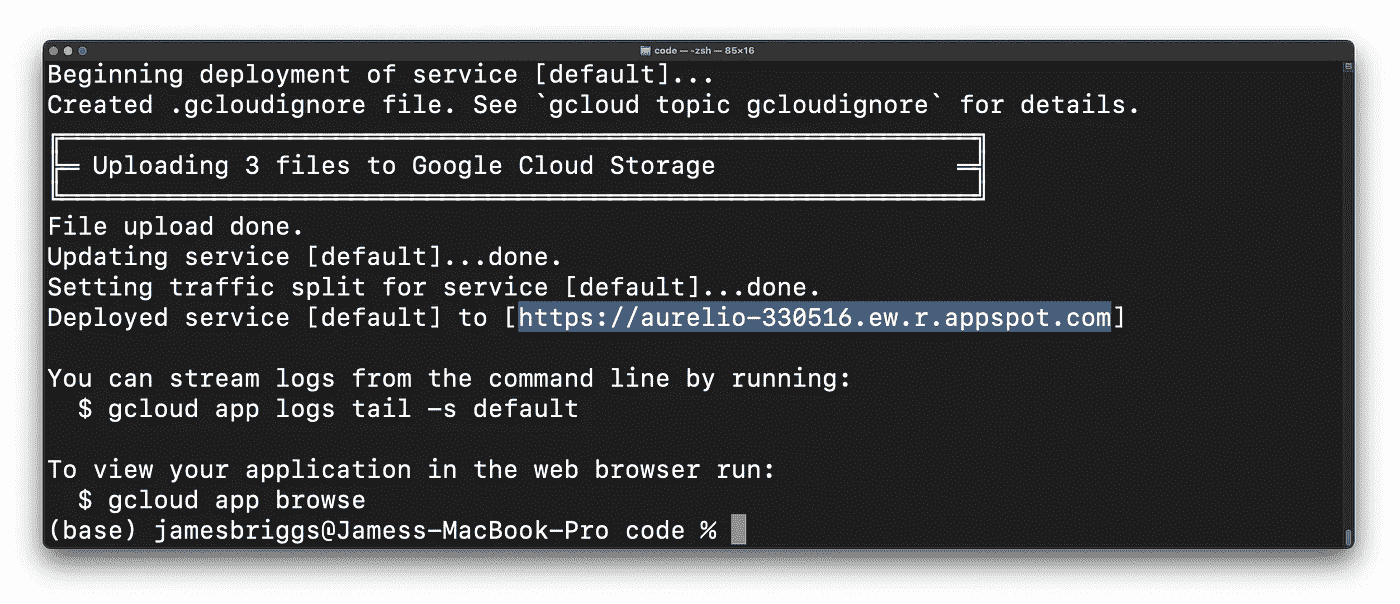 code — -zsh — 85×16
Beginning deployment of service [default]...
Created .gcloudignore file. See `gcloud topic gcloudignore` for details.
Uploading 3 files to Google Cloud Storage
File upload done.
Updating service [default]...done.
Setting traffic split for service [default]...done.
Deployed service [default] to [https://aurelio-330516.ew.r.appspot.com]
You can stream logs from the command line by running:
$ gcloud app logs tail -s default
To view your application in the web browser run:
$ gcloud app browse
(base) jamesbriggs@Jamess-MacBook-Pro code %